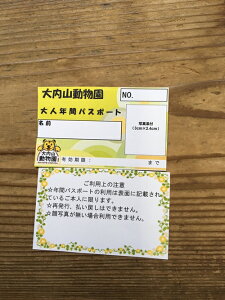 大内山動物園
NO.
大人年間パスポート
名前
写真添付
(3cm×2.4cm)
大内山
動物園
有効期限: まで
ご利用上の注意
☆年間パスポートの利用は表面に記載され
ているご本人に限ります。
☆再発行、払い戻しはできません。
☆顔写真が無い場合利用できません。